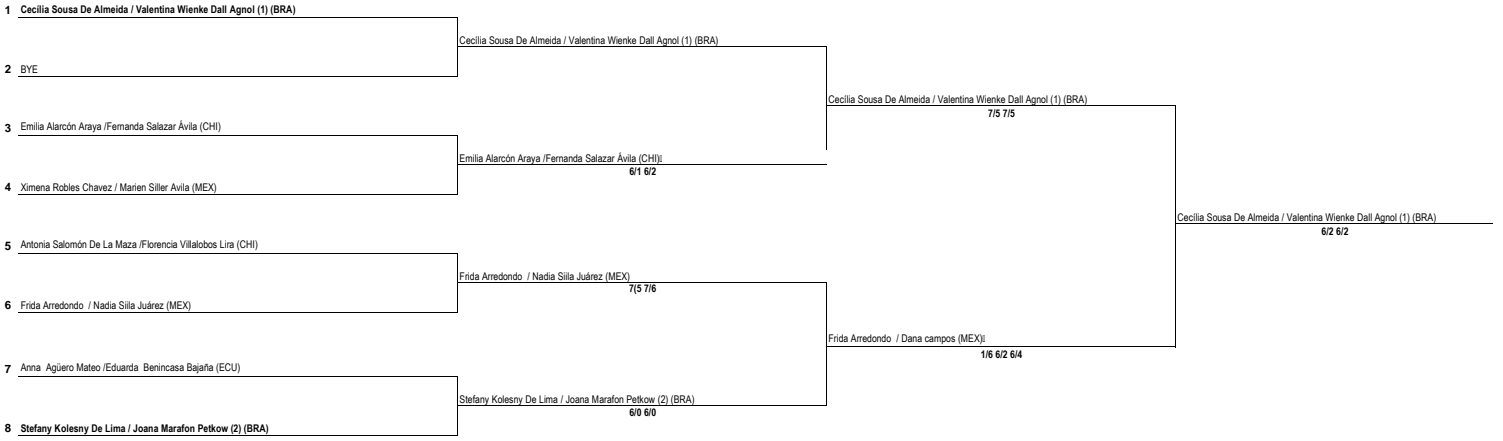 1 Cecília Sousa De Almeida / Valentina Wienke Dall Agnol (1) (BRA)
Cecília Sousa De Almeida / Valentina Wienke Dall Agnol (1) (BRA)
2 BYE
Cecília Sousa De Almeida / Valentina Wienke Dall Agnol (1) (BRA)
7/5 7/5
3 Emilia Alarcón Araya /Fernanda Salazar Ávila (CHI)
Emilia Alarcón Araya /Fernanda Salazar Ávila (CHI)
6/1 6/2
4 Ximena Robles Chavez / Marien Siller Avila (MEX)
Cecília Sousa De Almeida / Valentina Wienke Dall Agnol (1) (BRA)
6/2 6/2
5 Antonia Salomón De La Maza /Florencia Villalobos Lira (CHI)
Frida Arredondo / Nadia Siila Juárez (MEX)
7(5 7/6
6 Frida Arredondo / Nadia Siila Juárez (MEX)
Frida Arredondo / Dana campos (MEX)
1/6 6/2 6/4
7 Anna Agüero Mateo /Eduarda Benincasa Bajaña (ECU)
Stefany Kolesny De Lima / Joana Marafon Petkow (2) (BRA)
6/0 6/0
8 Stefany Kolesny De Lima / Joana Marafon Petkow (2) (BRA)